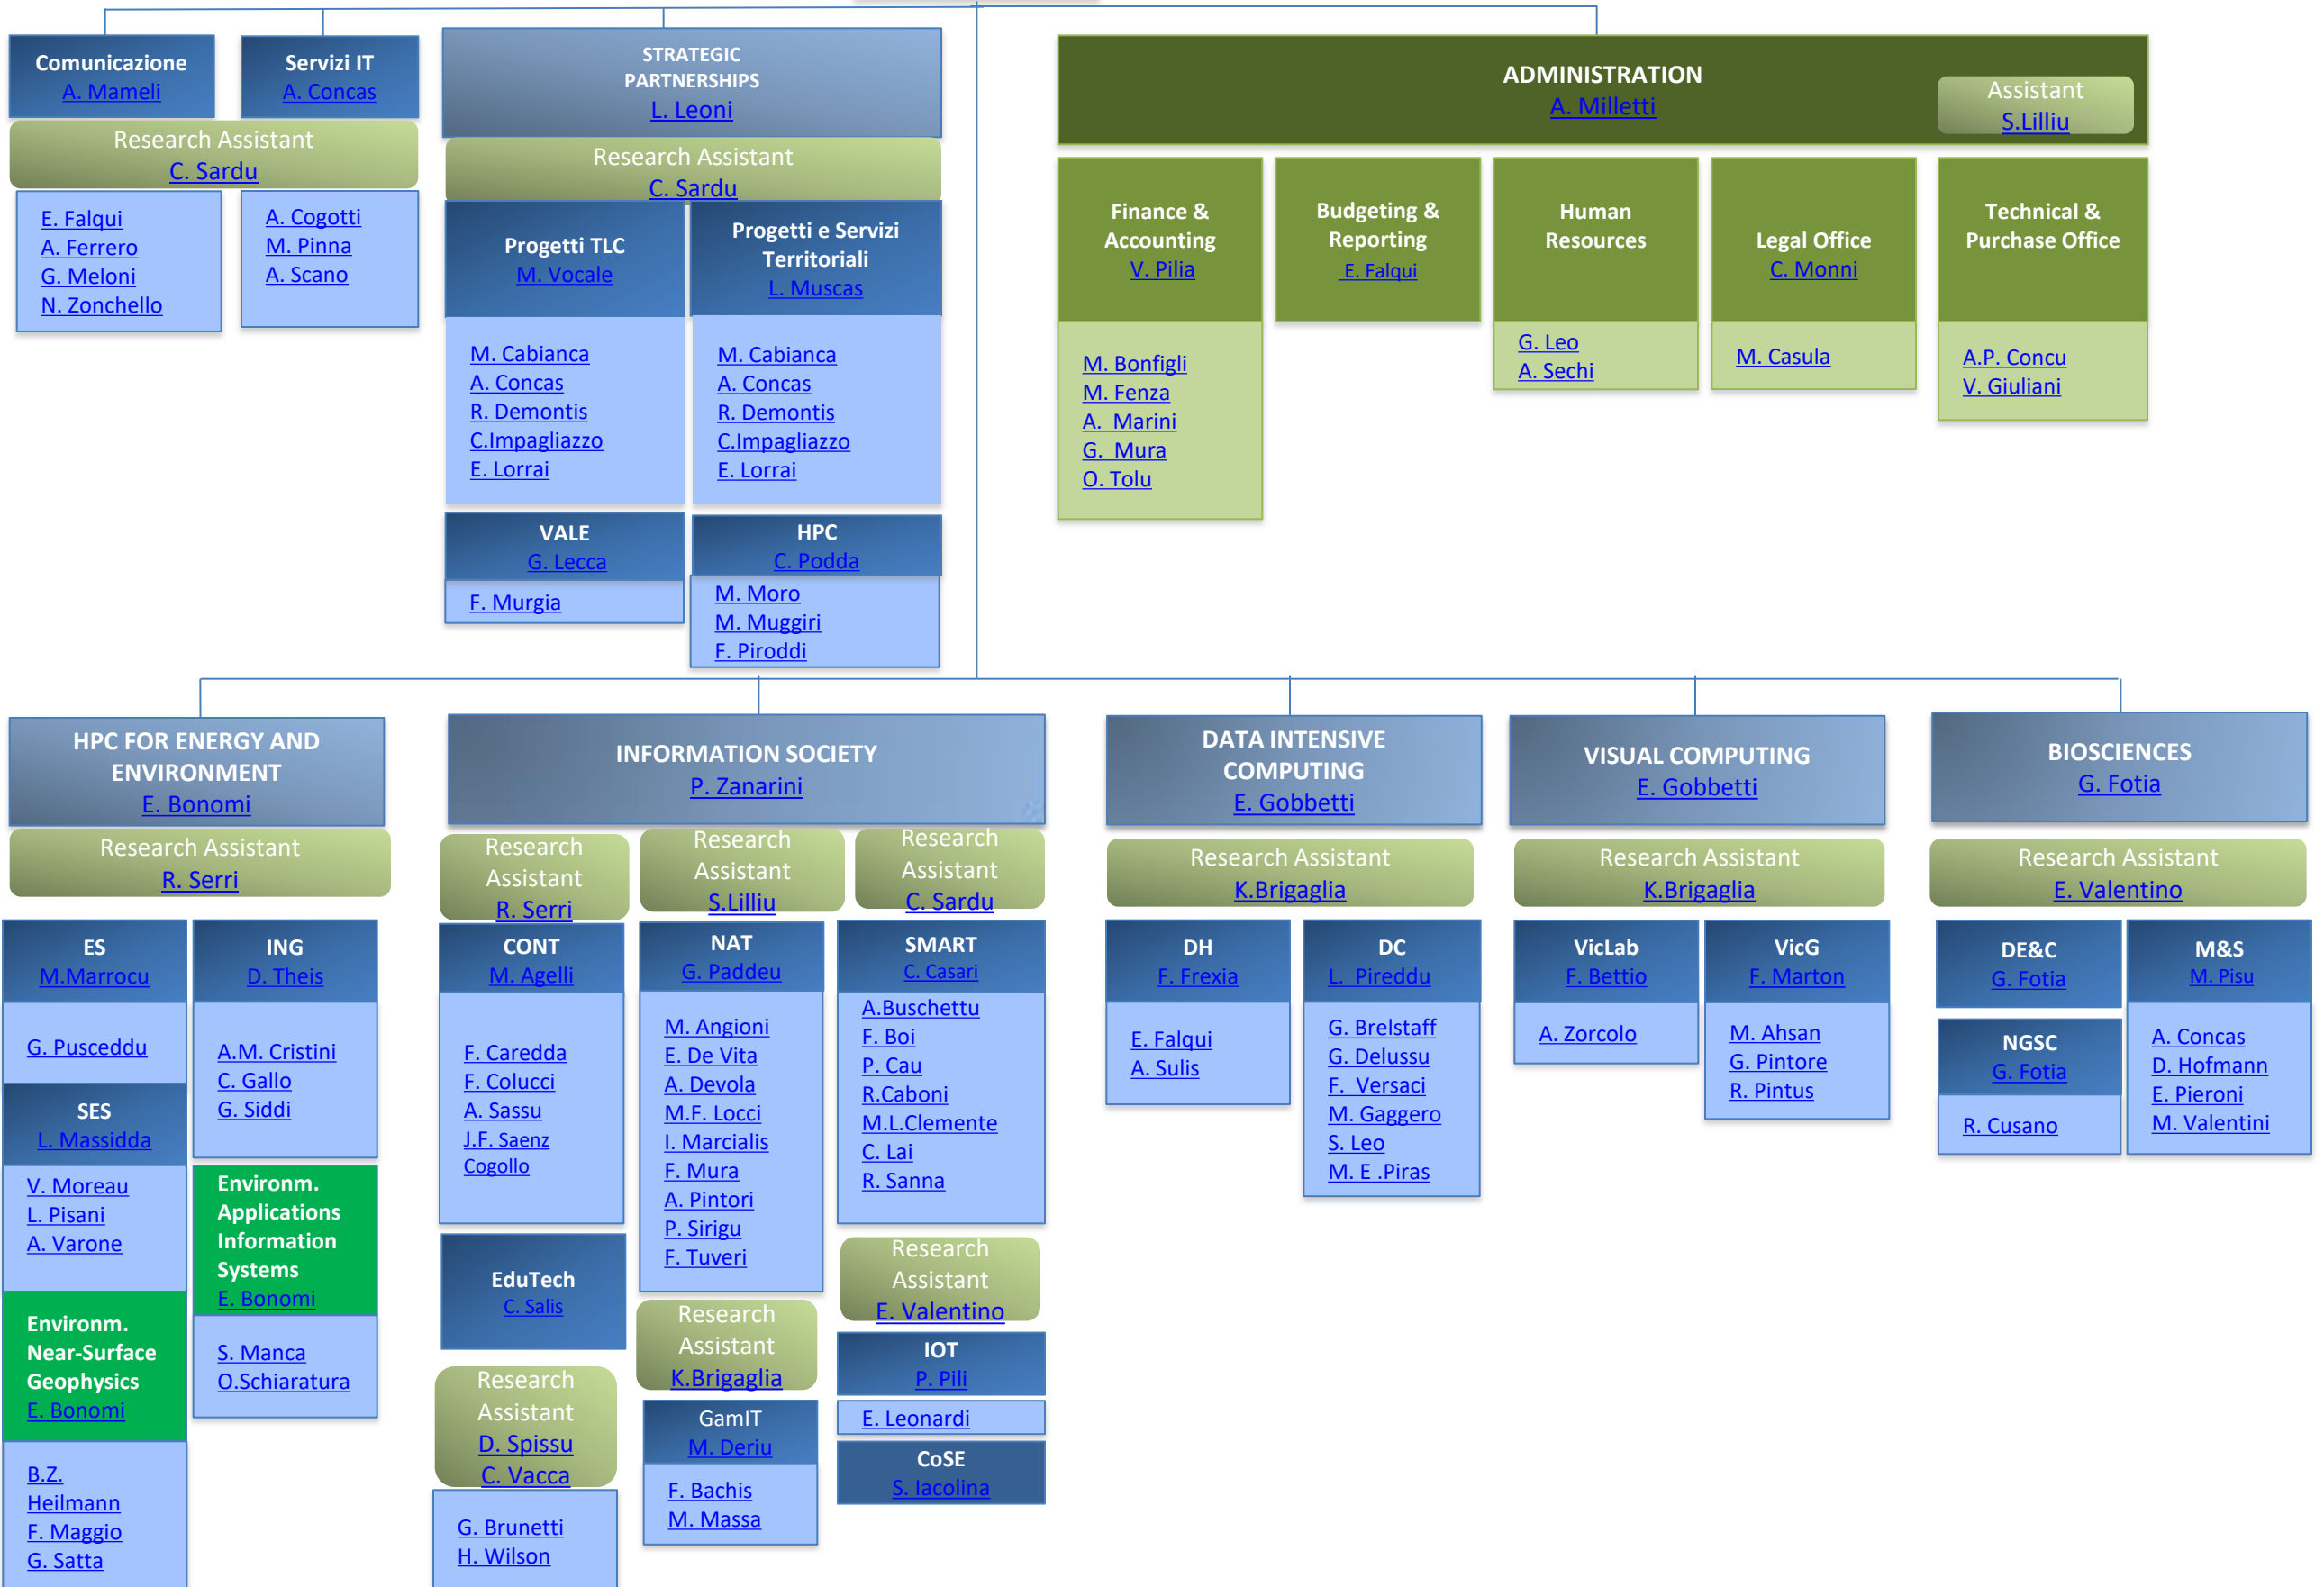 Comunicazione
A. Mameli
Servizi IT
A. Concas
Research Assistant
C. Sardu
E. Falqui
A. Ferrero
G. Meloni
N. Zonchello
A. Cogotti
M. Pinna
A. Scano
STRATEGIC
PARTNERSHIPS
L. Leoni
Research Assistant
C. Sardu
Progetti TLC
M. Vocale
M. Cabianca
A. Concas
R. Demontis
C.Impagliazzo
E. Lorrai
Progetti e Servizi
Territoriali
L. Muscas
M. Cabianca
A. Concas
R. Demontis
C.Impagliazzo
E. Lorrai
VALE
G. Lecca
F. Murgia
HPC
C. Podda
M. Moro
M. Muggiri
F. Piroddi
ADMINISTRATION
A. Milletti
Assistant
S.Lilliu
Finance &
Accounting
V. Pilia
M. Bonfigli
M. Fenza
A. Marini
G. Mura
O. Tolu
Budgeting &
Reporting
E. Falqui
Human
Resources
G. Leo
A. Sechi
Legal Office
C. Monni
M. Casula
Technical &
Purchase Office
A.P. Concu
V. Giuliani
HPC FOR ENERGY AND
ENVIRONMENT
E. Bonomi
Research Assistant
R. Serri
ES
M.Marrocu
G. Pusceddu
SES
L. Massidda
V. Moreau
L. Pisani
A. Varone
Environm.
Near-Surface
Geophysics
E. Bonomi
B.Z.
Heilmann
F. Maggio
G. Satta
ING
D. Theis
A.M. Cristini
C. Gallo
G. Siddi
Environm.
Applications
Information
Systems
E. Bonomi
S. Manca
O.Schiaratura
INFORMATION SOCIETY
P. Zanarini
Research
Assistant
R. Serri
CONT
M. Agelli
F. Caredda
F. Colucci
A. Sassu
J.F. Saenz
Cogollo
EduTech
C. Salis
Research
Assistant
D. Spissu
C. Vacca
G. Brunetti
H. Wilson
Research
Assistant
S.Lilliu
NAT
G. Paddeu
M. Angioni
E. De Vita
A. Devola
M.F. Locci
I. Marcialis
F. Mura
A. Pintori
P. Sirigu
F. Tuveri
Research
Assistant
K.Brigaglia
GamIT
M. Deriu
F. Bachis
M. Massa
Research
Assistant
C. Sardu
SMART
C. Casari
A.Buschettu
F. Boi
P. Cau
R.Caboni
M.L.Clemente
C. Lai
R. Sanna
Research
Assistant
E. Valentino
IOT
P. Pili
E. Leonardi
CoSE
S. Iacolina
DATA INTENSIVE
COMPUTING
E. Gobbetti
Research Assistant
K.Brigaglia
DH
F. Frexia
E. Falqui
A. Sulis
DC
L. Pireddu
G. Brelstaff
G. Delussu
F. Versaci
M. Gaggero
S. Leo
M. E .Piras
VISUAL COMPUTING
E. Gobbetti
Research Assistant
K.Brigaglia
VicLab
F. Bettio
A. Zorcolo
VicG
F. Marton
M. Ahsan
G. Pintore
R. Pintus
BIOSCIENCES
G. Fotia
Research Assistant
E. Valentino
DE&C
G. Fotia
NGSC
G. Fotia
R. Cusano
M&S
M. Pisu
A. Concas
D. Hofmann
E. Pieroni
M. Valentini